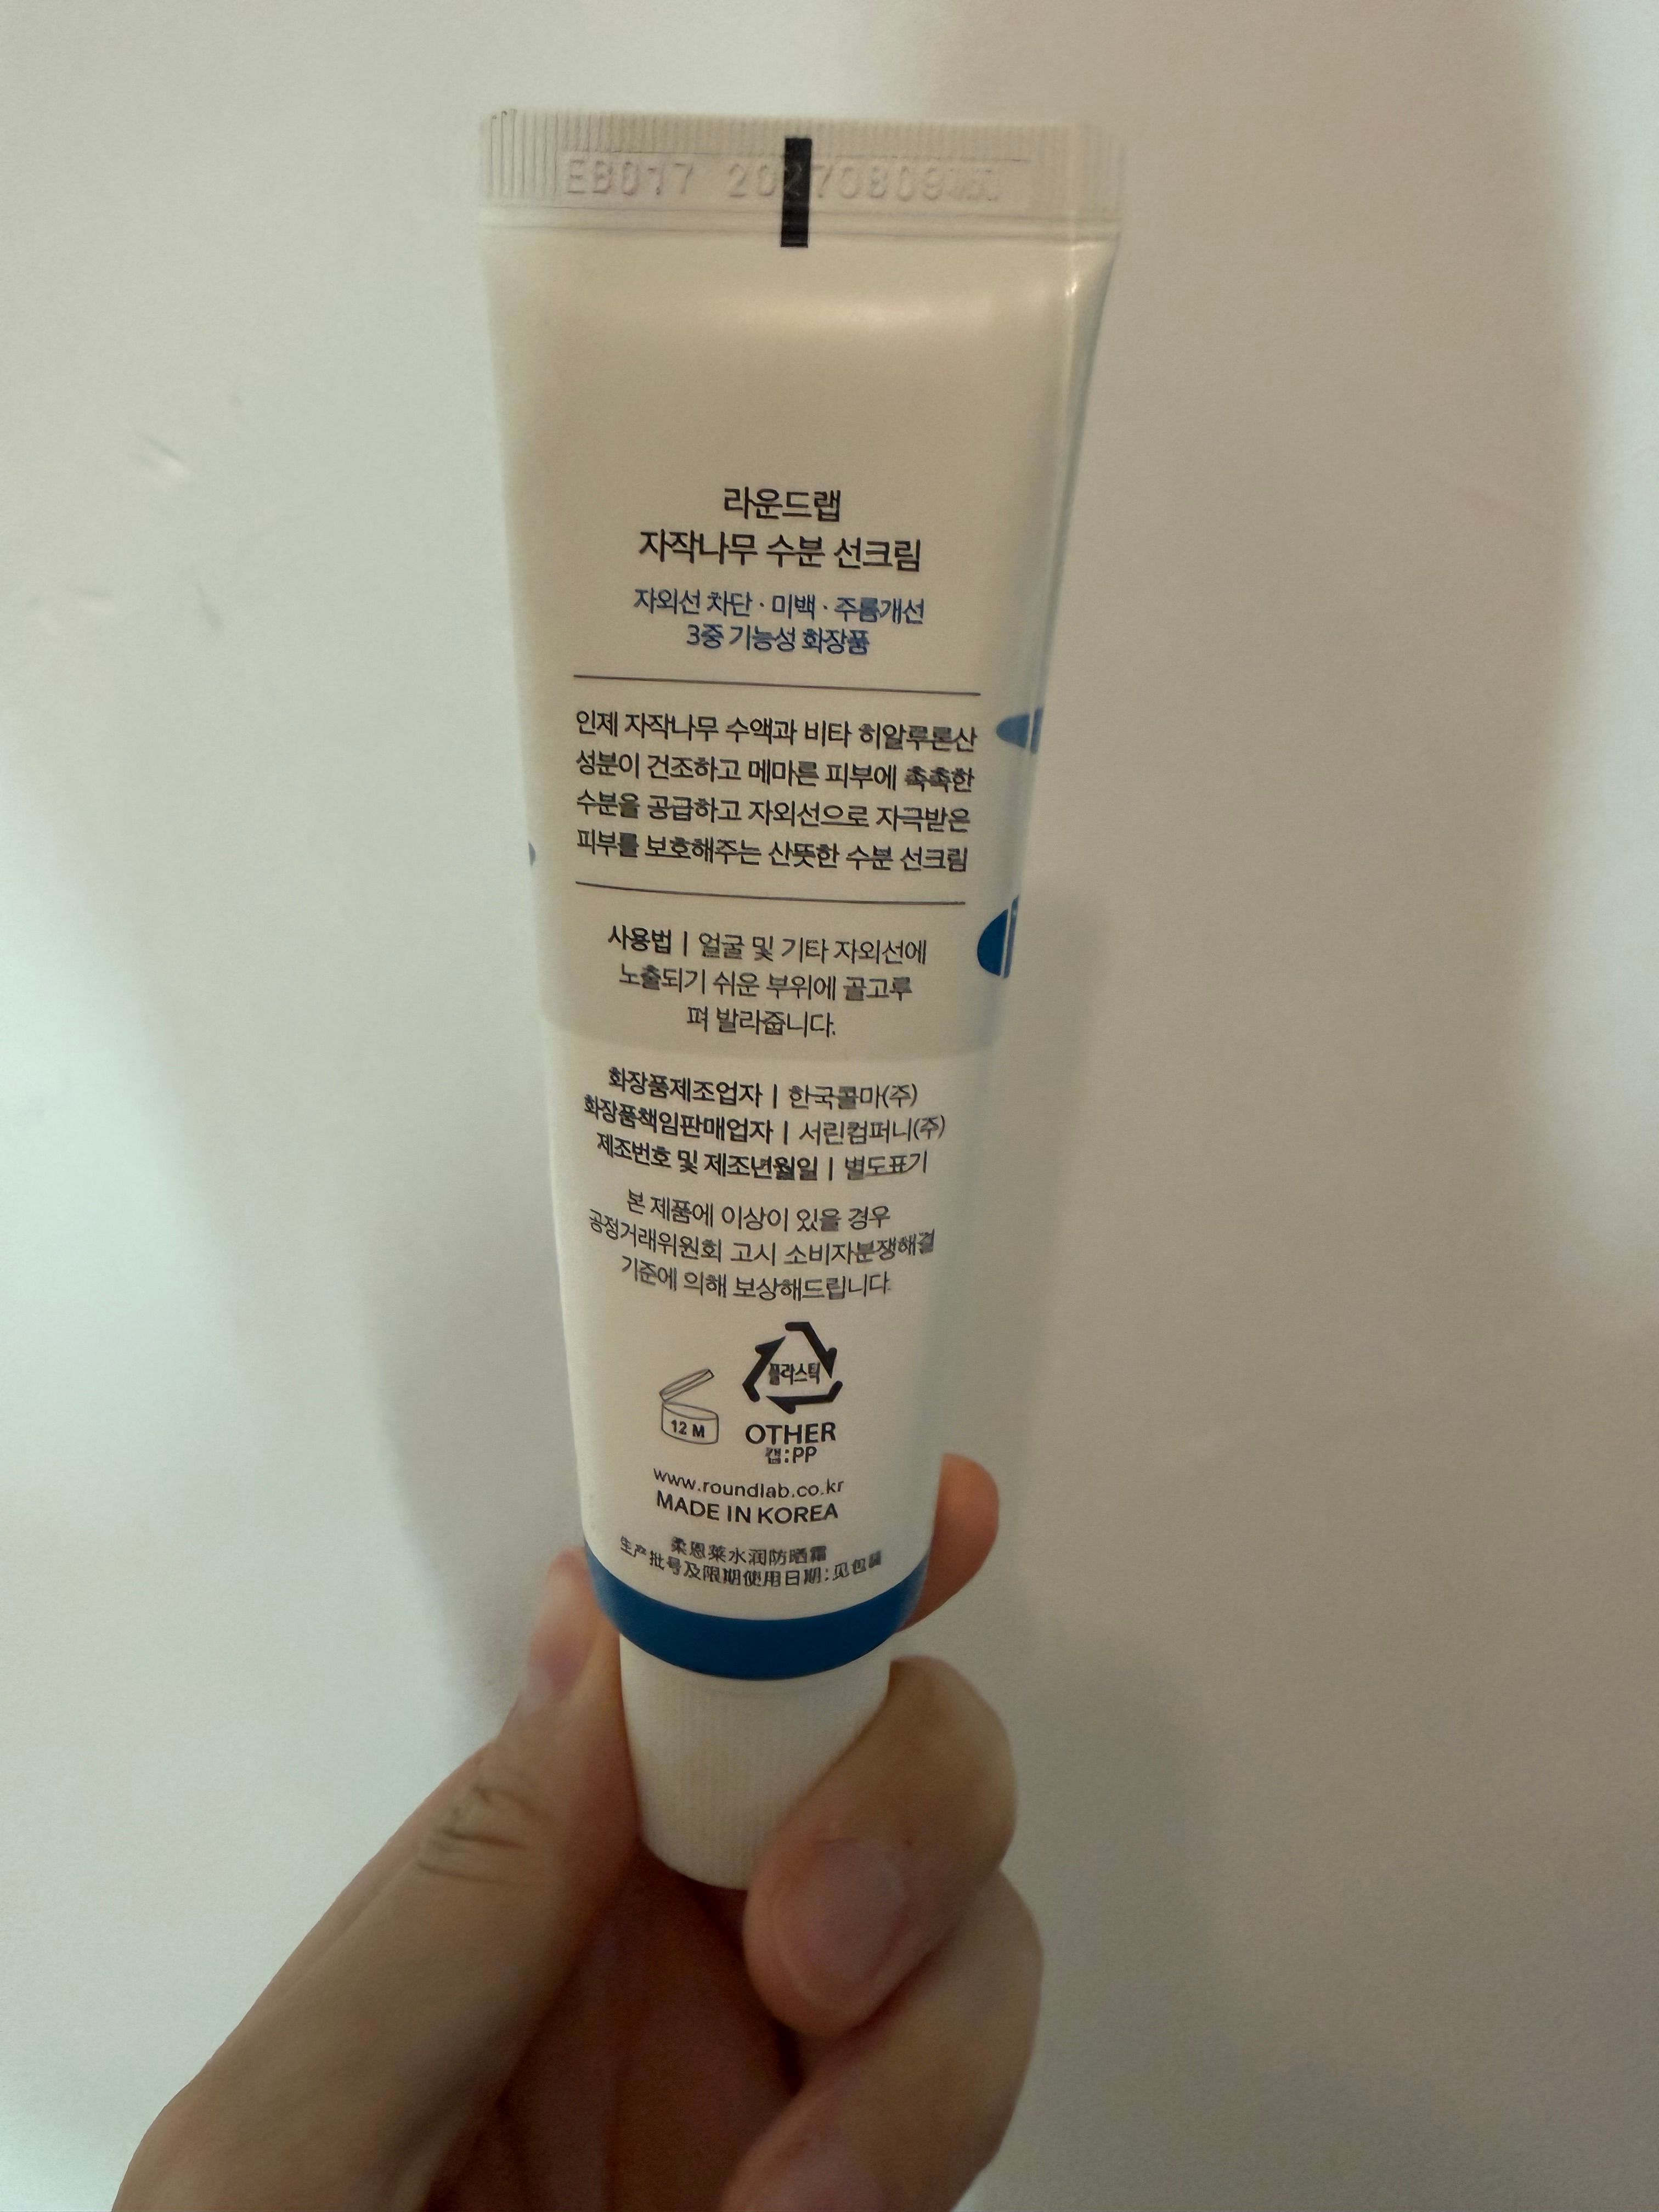 EB017 20270809
라운드랩
자작나무 수분 선크림
자외선 차단 · 미백 · 주름개선
3중 기능성 화장품
인제 자작나무 수액과 비타 히알루론산
성분이 건조하고 메마른 피부에 촉촉한
수분을 공급하고 자외선으로 자극받은
피부를 보호해주는 산뜻한 수분 선크림
사용법 | 얼굴 및 기타 자외선에
노출되기 쉬운 부위에 골고루
펴 발라줍니다.
화장품제조업자 | 한국콜마(주)
화장품책임판매업자 | 서린컴퍼니(주)
제조번호 및 제조년월일 | 별도표기
본 제품에 이상이 있을 경우
공정거래위원회 고시 소비자분쟁해결
기준에 의해 보상해드립니다.
플라스틱
12 M
OTHER
캡:PP
www.roundlab.co.kr
MADE IN KOREA
柔恩莱水润防晒霜
生产批号及限期使用日期:见包装